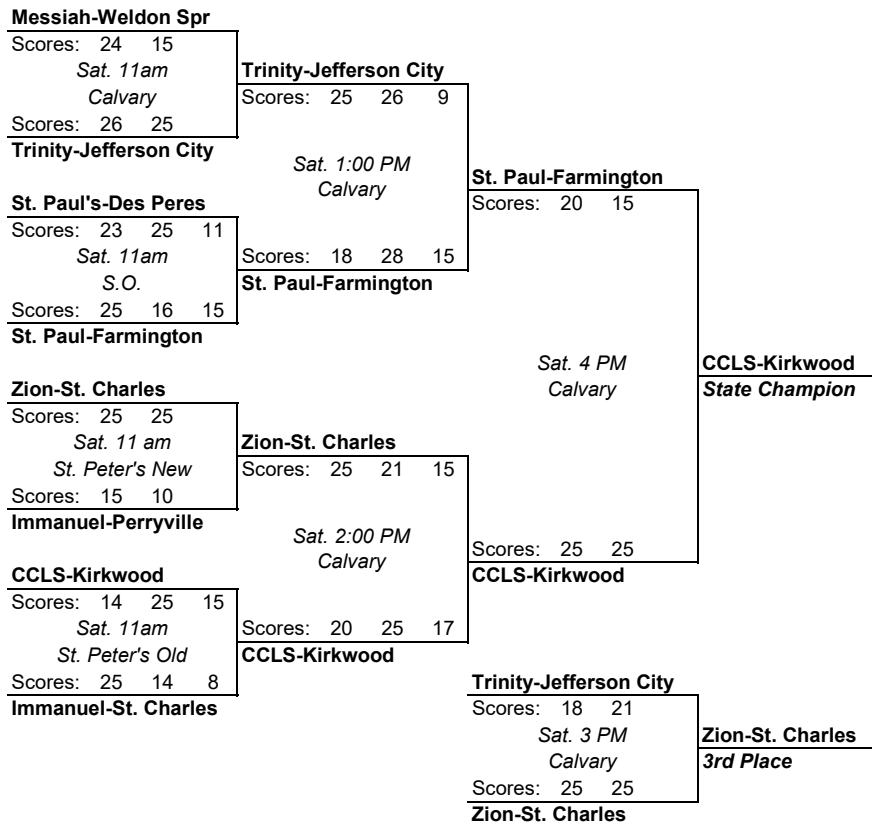 Messiah-Weldon Spr
Scores: 24 15
Sat. 11am
Calvary
Scores: 26 25
Trinity-Jefferson City
St. Paul's-Des Peres
Scores: 23 25 11
Sat. 11am
S.O.
Scores: 25 16 15
St. Paul-Farmington
Zion-St. Charles
Scores: 25 25
Sat. 11 am
St. Peter's New
Scores: 15 10
Immanuel-Perryville
CCLS-Kirkwood
Scores: 14 25 15
Sat. 11am
St. Peter's Old
Scores: 25 14 8
Immanuel-St. Charles
Trinity-Jefferson City
Scores: 25 26 9
Sat. 1:00 PM
Calvary
Scores: 18 28 15
St. Paul-Farmington
Zion-St. Charles
Scores: 25 21 15
Sat. 2:00 PM
Calvary
Scores: 20 25 17
CCLS-Kirkwood
St. Paul-Farmington
Scores: 20 15
Sat. 4 PM
Calvary
Scores: 25 25
CCLS-Kirkwood
CCLS-Kirkwood
State Champion
Trinity-Jefferson City
Scores: 18 21
Sat. 3 PM
Calvary
Scores: 25 25
Zion-St. Charles
Zion-St. Charles
3rd Place